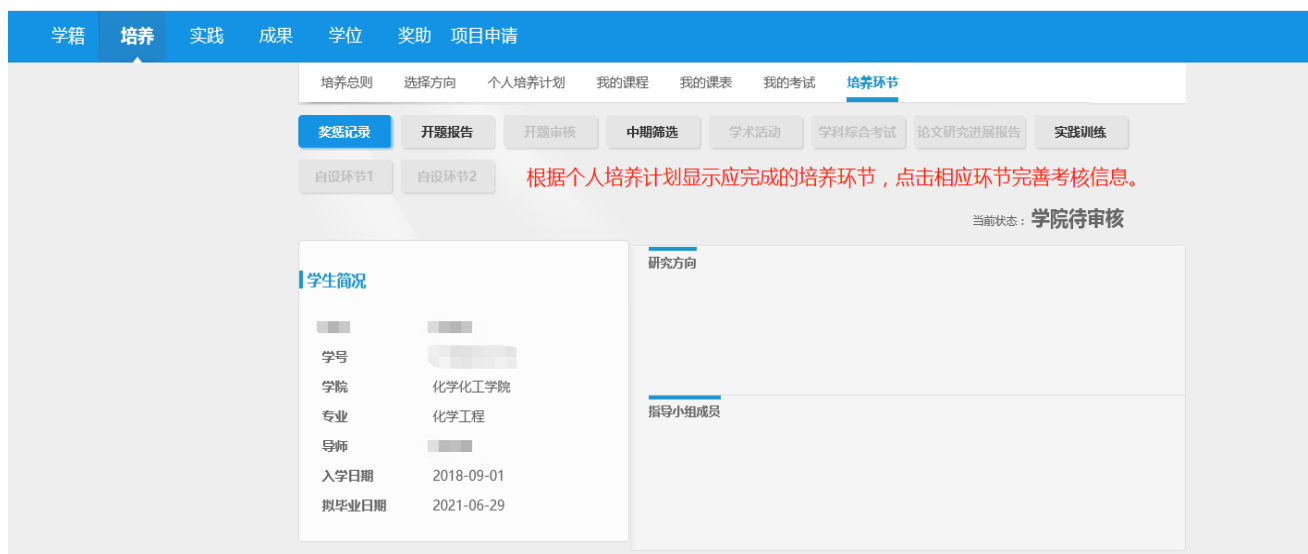 学籍 培养 实践 成果 学位 奖助 项目申请
培养总则 选择方向 个人培养计划 我的课程 我的课表 我的考试 培养环节
奖惩记录 开题报告 开题审核 中期筛选 学术活动 学科综合考试 论文研究进展报告 实践训练
自设环节1 自设环节2 根据个人培养计划显示应完成的培养环节，点击相应环节完善考核信息。
当前状态：学院待审核
学生简况
学号
学院 化学化工学院
专业 化学工程
导师
入学日期 2018-09-01
拟毕业日期 2021-06-29
研究方向
指导小组成员